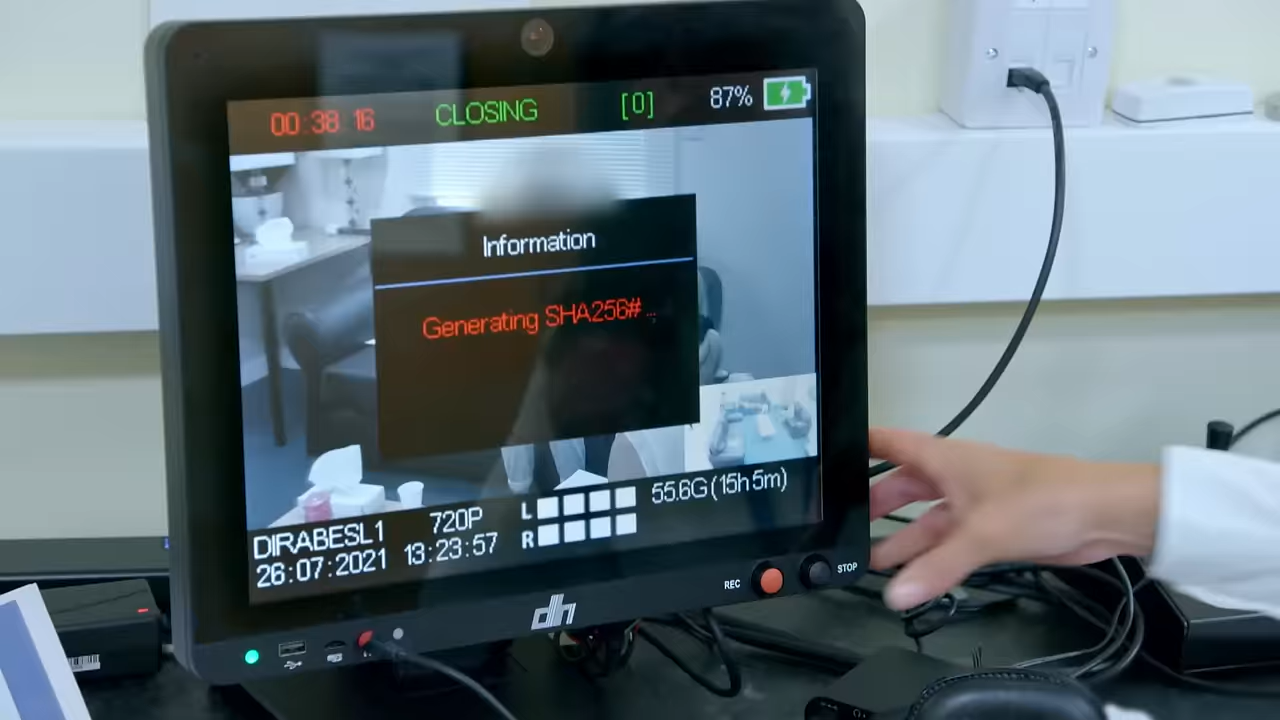 00:38 16 CLOSING [0] 87%
Information
Generating SHA256# ...
L
R
55.6G(15h 5m)
DIRABESL1 720P
26:07:2021 13:23:57
REC STOP
dh